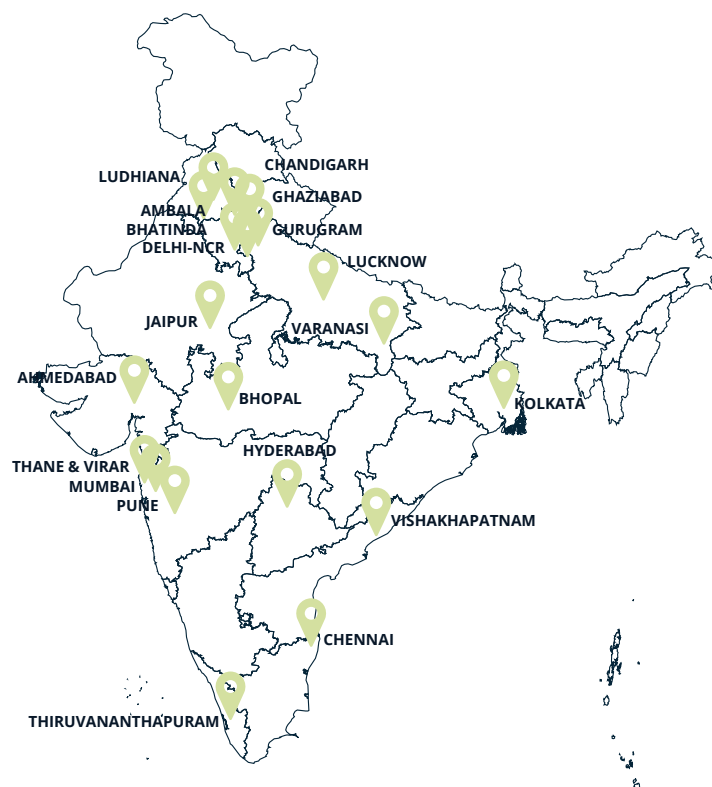 CHANDIGARH
LUDHIANA
GHAZIABAD
AMBALA
BHATINDA
GURUGRAM
DELHI-NCR
LUCKNOW
JAIPUR
VARANASI
AHMEDABAD
BHOPAL
KOLKATA
HYDERABAD
THANE & VIRAR
MUMBAI
PUNE
VISHAKHAPATNAM
CHENNAI
THIRUVANANTHAPURAM